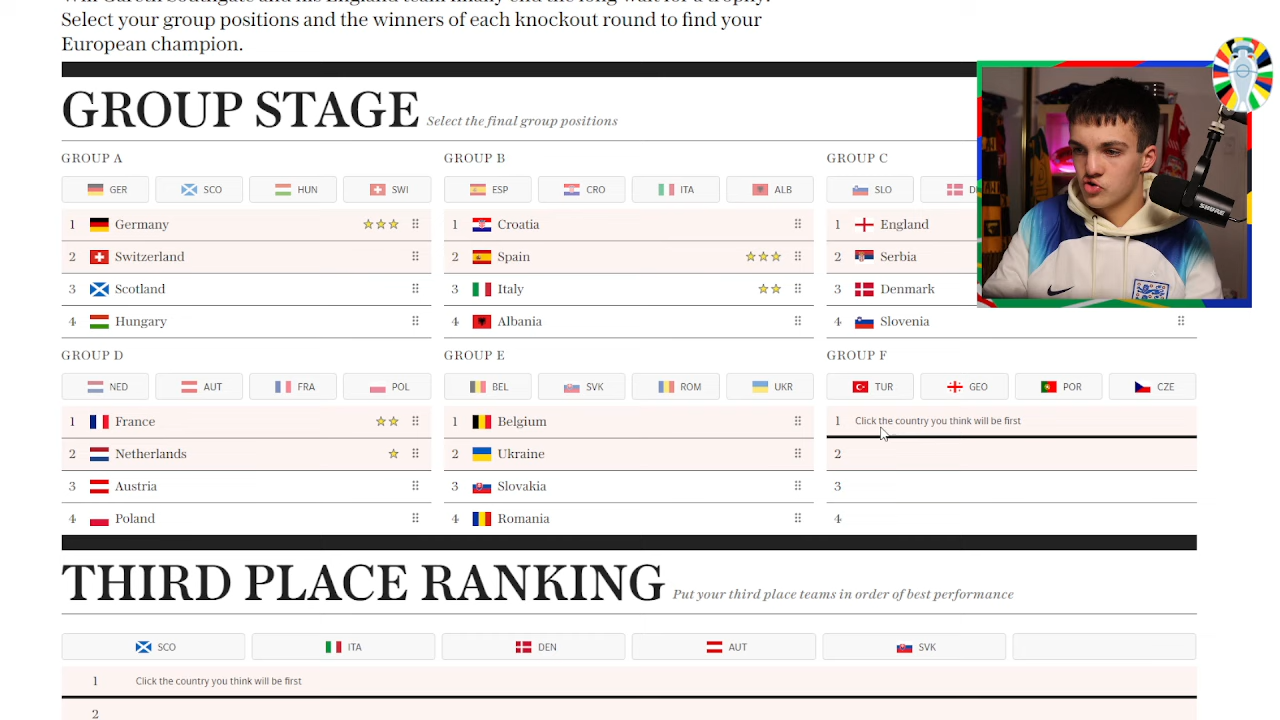 Select your group positions and the winners of each knockout round to find your
European champion.
GROUP STAGE Select the final group positions
GROUP A
GER SCO HUN SWI
1 Germany
2 Switzerland
3 Scotland
4 Hungary
GROUP B
ESP CRO ITA ALB
1 Croatia
2 Spain
3 Italy
4 Albania
GROUP C
SLO
1 England
2 Serbia
3 Denmark
4 Slovenia
GROUP D
NED AUT FRA POL
1 France
2 Netherlands
3 Austria
4 Poland
GROUP E
BEL SVK ROM UKR
1 Belgium
2 Ukraine
3 Slovakia
4 Romania
GROUP F
TUR GEO POR CZE
1 Click the country you think will be first
2
3
4
THIRD PLACE RANKING Put your third place teams in order of best performance
SCO ITA DEN AUT SVK
1 Click the country you think will be first
2
SHURE